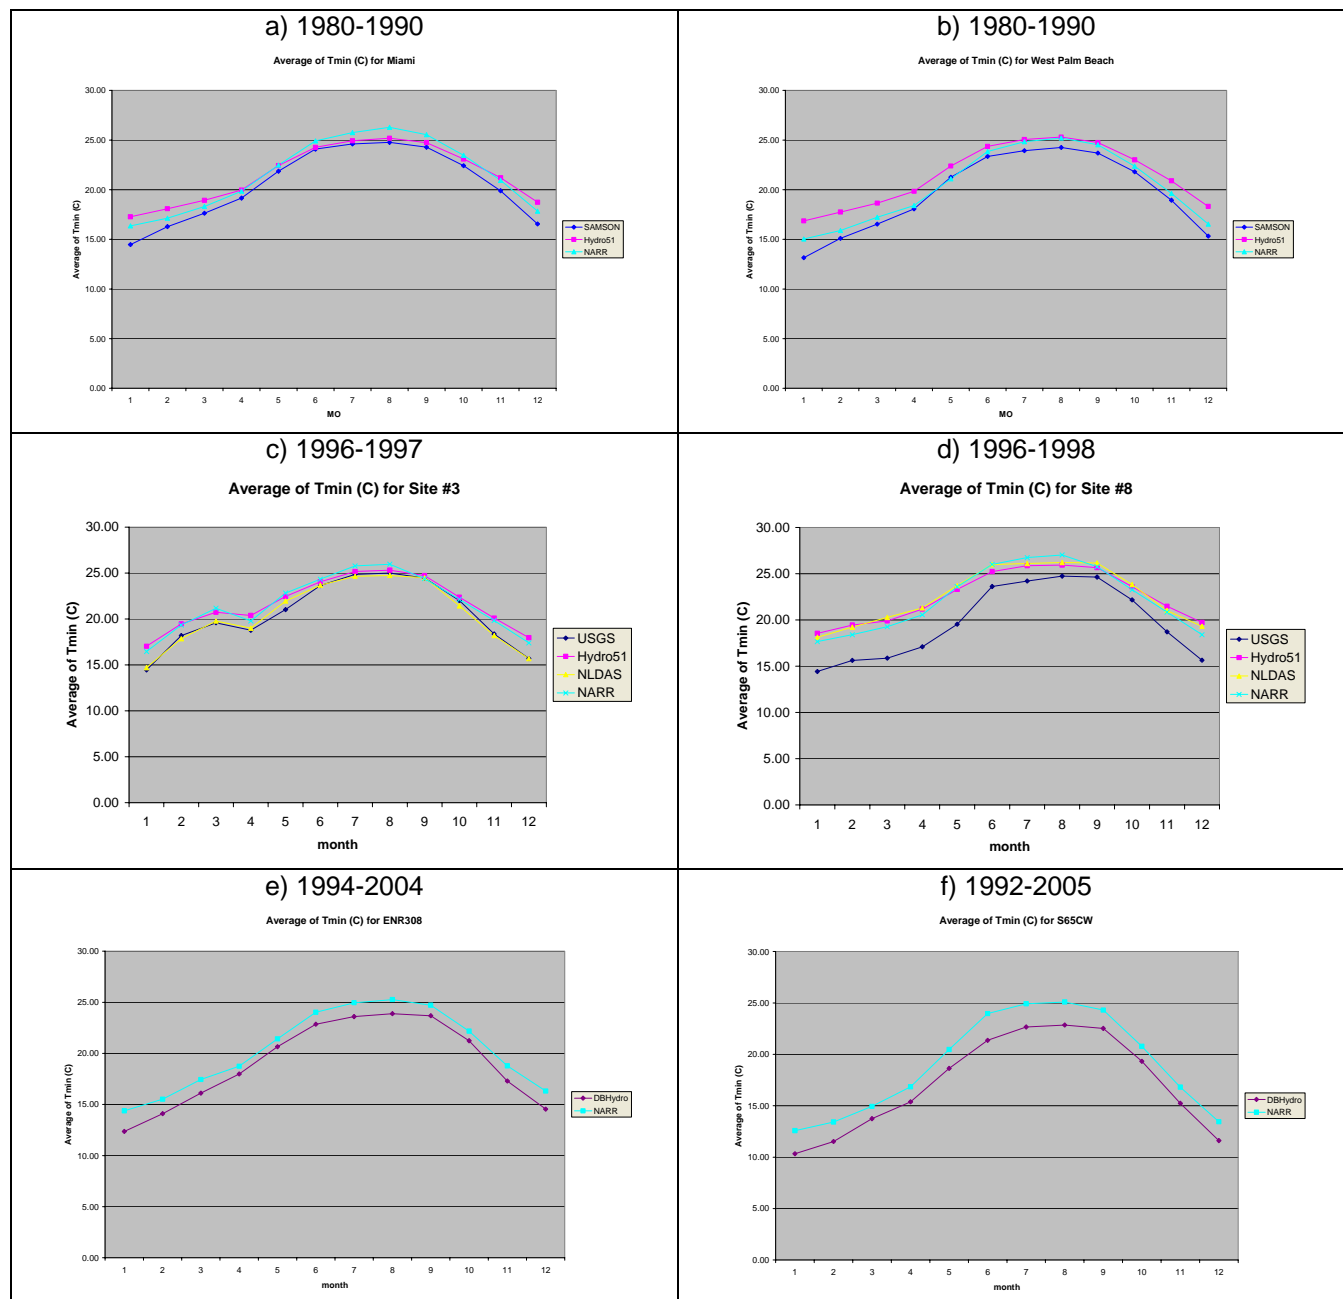 a) 1980-1990
Average of Tmin (C) for Miami
Average of Tmin (C)
30.00
25.00
20.00
15.00
10.00
5.00
0.00
1 2 3 4 5 6 7 8 9 10 11 12
MO
SAMSON
Hydro51
NARR
b) 1980-1990
Average of Tmin (C) for West Palm Beach
Average of Tmin (C)
30.00
25.00
20.00
15.00
10.00
5.00
0.00
1 2 3 4 5 6 7 8 9 10 11 12
MO
SAMSON
Hydro51
NARR
c) 1996-1997
Average of Tmin (C) for Site #3
Average of Tmin (C)
30.00
25.00
20.00
15.00
10.00
5.00
0.00
1 2 3 4 5 6 7 8 9 10 11 12
month
USGS
Hydro51
NLDAS
NARR
d) 1996-1998
Average of Tmin (C) for Site #8
Average of Tmin (C)
30.00
25.00
20.00
15.00
10.00
5.00
0.00
1 2 3 4 5 6 7 8 9 10 11 12
month
USGS
Hydro51
NLDAS
NARR
e) 1994-2004
Average of Tmin (C) for ENR308
Average of Tmin (C)
30.00
25.00
20.00
15.00
10.00
5.00
0.00
1 2 3 4 5 6 7 8 9 10 11 12
month
DBHydro
NARR
f) 1992-2005
Average of Tmin (C) for S65CW
Average of Tmin (C)
30.00
25.00
20.00
15.00
10.00
5.00
0.00
1 2 3 4 5 6 7 8 9 10 11 12
month
DBHydro
NARR